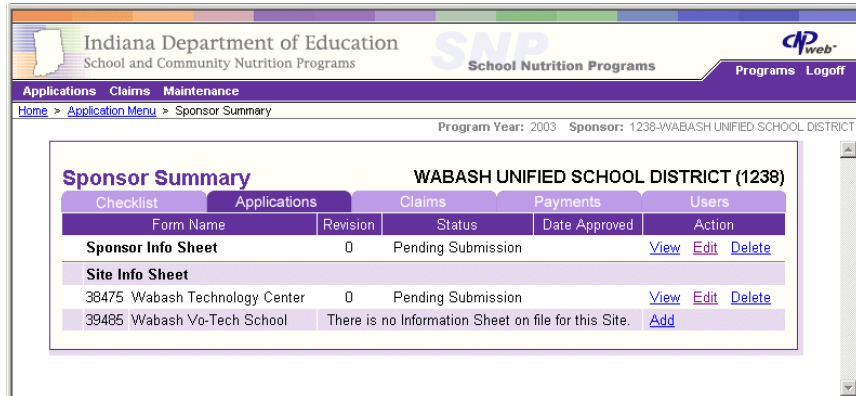 Indiana Department of Education
School and Community Nutrition Programs
SNP
School Nutrition Programs
CNPweb
Programs Logoff
Applications Claims Maintenance
Home > Application Menu > Sponsor Summary
Program Year: 2003 Sponsor: 1238-WABASH UNIFIED SCHOOL DISTRICT
Sponsor Summary WABASH UNIFIED SCHOOL DISTRICT (1238)
Checklist Applications Claims Payments Users
Form Name Revision Status Date Approved Action
Sponsor Info Sheet 0 Pending Submission View Edit Delete
Site Info Sheet
38475 Wabash Technology Center 0 Pending Submission View Edit Delete
39485 Wabash Vo-Tech School There is no Information Sheet on file for this Site. Add